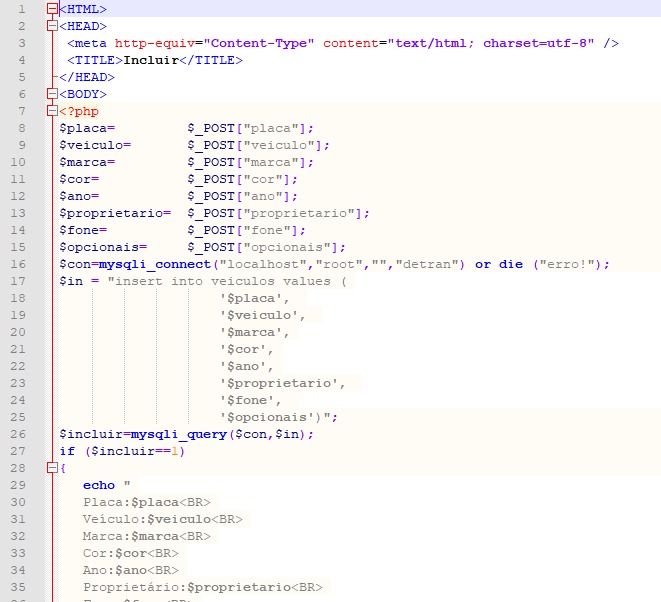 1 <HTML>
2 <HEAD>
3 <meta http-equiv="Content-Type" content="text/html; charset=utf-8" />
4 <TITLE>Incluir</TITLE>
5 </HEAD>
6 <BODY>
7 <?php
8 $placa= $_POST["placa"];
9 $veiculo= $_POST["veiculo"];
10 $marca= $_POST["marca"];
11 $cor= $_POST["cor"];
12 $ano= $_POST["ano"];
13 $proprietario= $_POST["proprietario"];
14 $fone= $_POST["fone"];
15 $opcionais= $_POST["opcionais"];
16 $con=mysqli_connect("localhost","root","","detran") or die ("erro!");
17 $in = "insert into veiculos values (
18 '$placa',
19 '$veiculo',
20 '$marca',
21 '$cor',
22 '$ano',
23 '$proprietario',
24 '$fone',
25 '$opcionais')";
26 $incluir=mysqli_query($con,$in);
27 if ($incluir==1)
28 {
29 echo "
30 Placa:$placa<BR>
31 Veículo:$veiculo<BR>
32 Marca:$marca<BR>
33 Cor:$cor<BR>
34 Ano:$ano<BR>
35 Proprietário:$proprietario<BR>